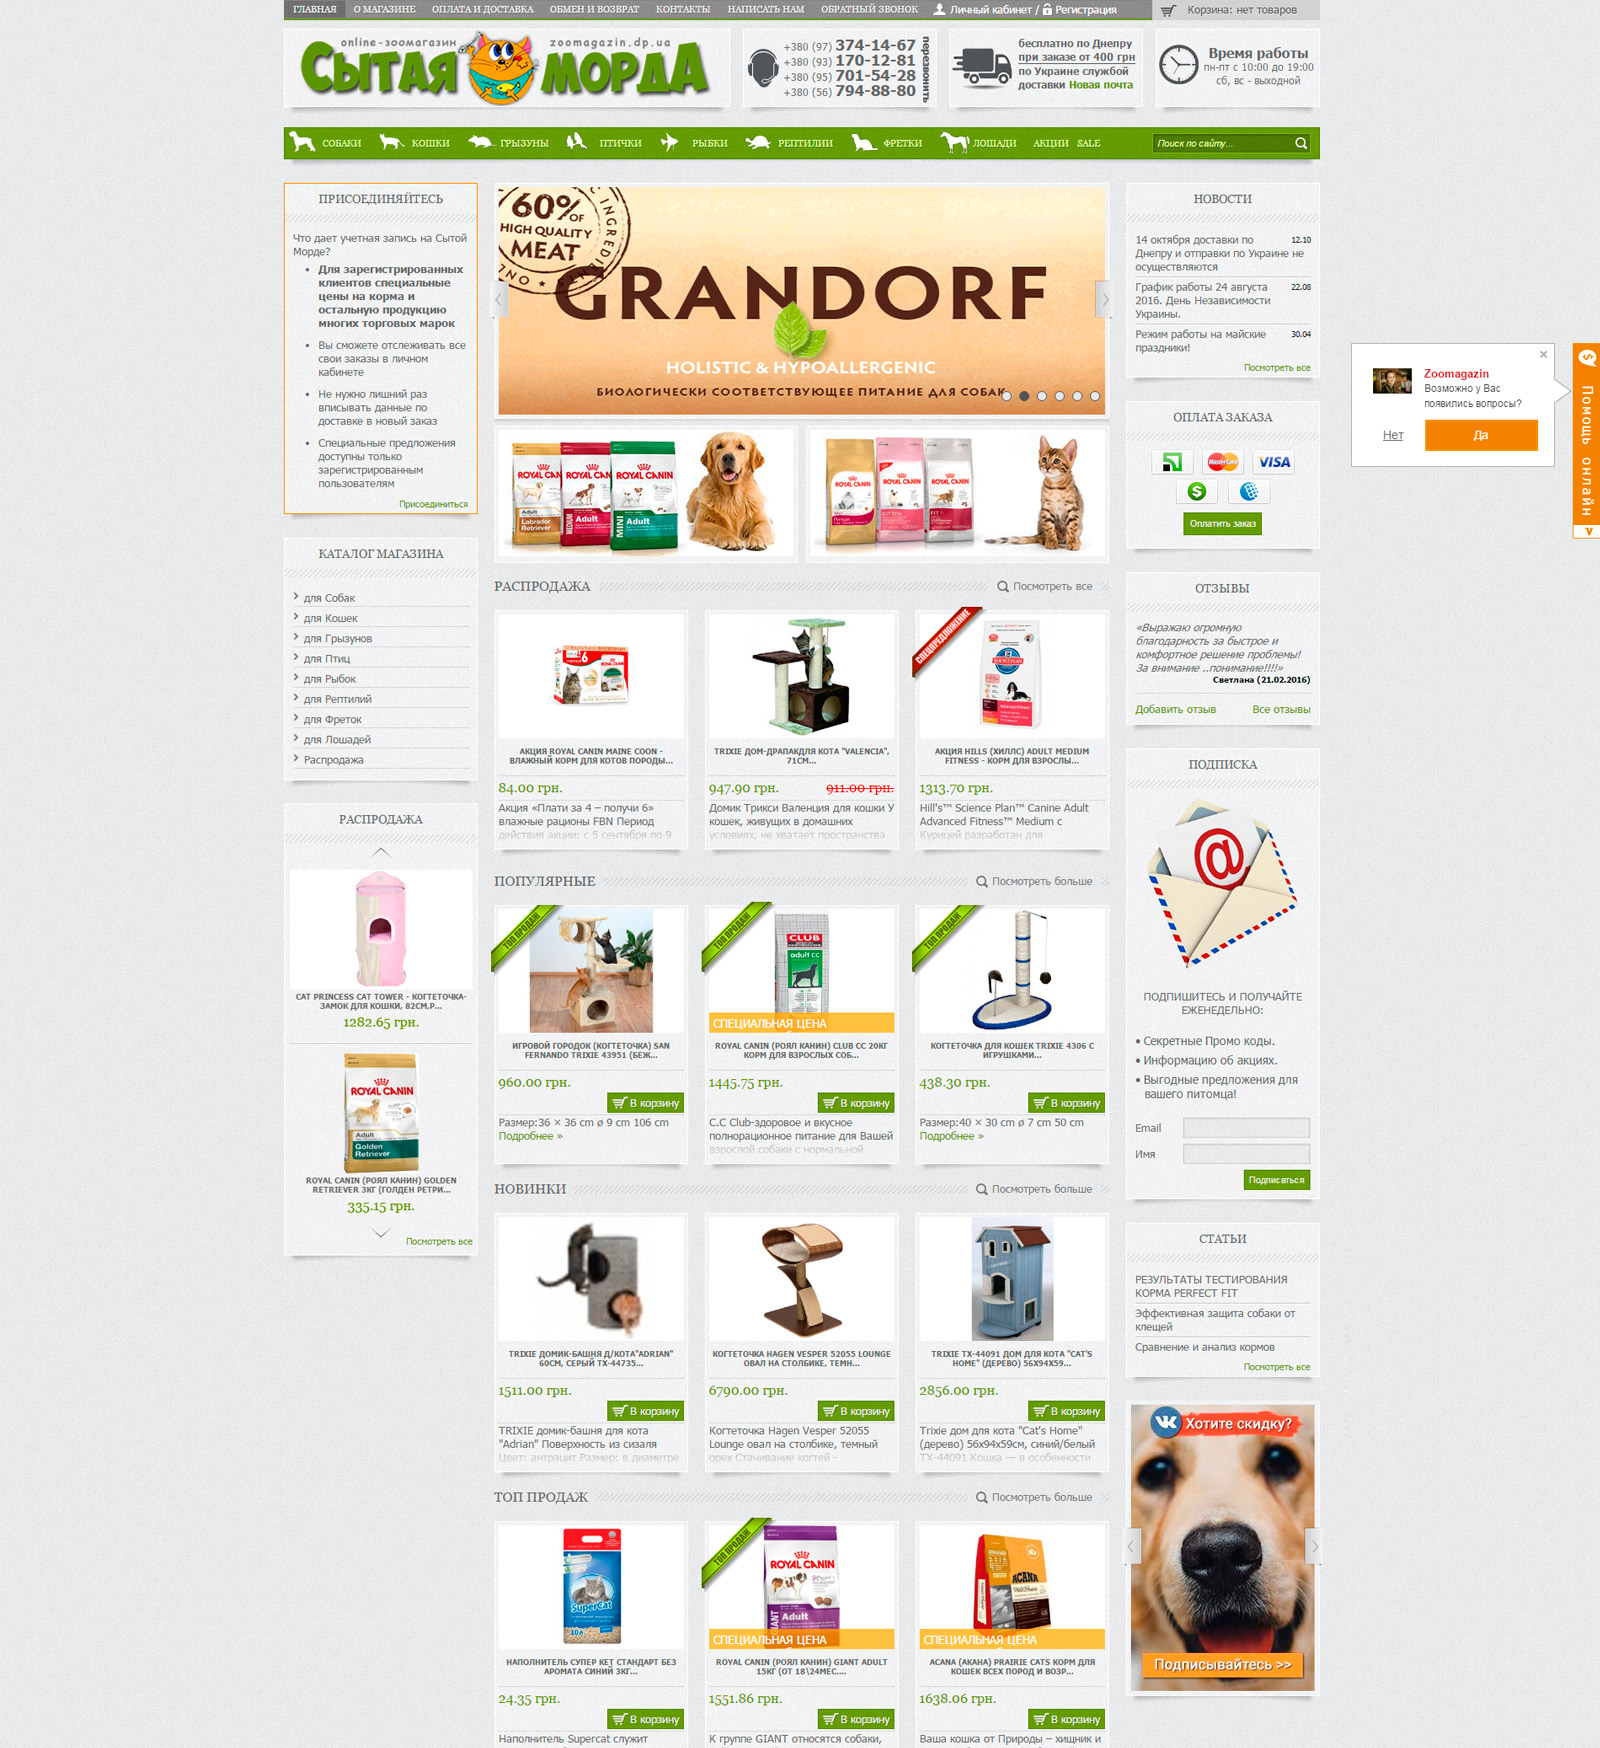 ГЛАВНАЯ О МАГАЗИНЕ ОПЛАТА И ДОСТАВКА ОБМЕН И ВОЗВРАТ КОНТАКТЫ НАПИСАТЬ НАМ ОБРАТНЫЙ ЗВОНОК Личный кабинет / Регистрация Корзина: нет товаров
online-зоомагазин zoomagazin.dp.ua
Сытая Морда
+380 (97) 374-14-67
+380 (93) 170-12-81
+380 (95) 701-54-28
+380 (56) 794-88-80
перезвонить
бесплатно по Днепру
при заказе от 400 грн
по Украине службой
доставки Новая почта
Время работы
пн-пт с 10:00 до 19:00
сб, вс - выходной
СОБАКИ КОШКИ ГРЫЗУНЫ ПТИЧКИ РЫБКИ РЕПТИЛИИ ФРЕТКИ ЛОШАДИ АКЦИИ SALE Поиск по сайту...
ПРИСОЕДИНЯЙТЕСЬ
Что дает учетная запись на Сытой
Морде?
• Для зарегистрированных
клиентов специальные
цены на корма и
остальную продукцию
многих торговых марок
• Вы сможете отслеживать все
свои заказы в личном
кабинете
• Не нужно лишний раз
вписывать данные по
доставке в новый заказ
• Специальные предложения
доступны только
зарегистрированным
пользователям
Присоединиться
КАТАЛОГ МАГАЗИНА
для Собак
для Кошек
для Грызунов
для Птиц
для Рыбок
для Рептилий
для Фреток
для Лошадей
Распродажа
РАСПРОДАЖА
CAT PRINCESS CAT TOWER - КОГТЕТОЧКА-
ЗАМОК ДЛЯ КОШКИ, 82СМ,Р...
1282.65 грн.
ROYAL CANIN
Adult
Golden
Retriever
ROYAL CANIN (РОЯЛ КАНИН) GOLDEN
RETRIEVER 3КГ (ГОЛДЕН РЕТРИ...
335.15 грн.
Посмотреть все
60% OF
HIGH QUALITY
MEAT
INGREDIENTS
ONLY
GRANDORF
HOLISTIC & HYPOALLERGENIC
БИОЛОГИЧЕСКИ СООТВЕТСТВУЮЩЕЕ ПИТАНИЕ ДЛЯ СОБАК
ROYAL CANIN ROYAL CANIN ROYAL CANIN
Adult
Labrador
Retriever
MEDIUM Adult
MINI Adult
ROYAL CANIN ROYAL CANIN ROYAL CANIN
Persian KITTEN FIT
РАСПРОДАЖА Посмотреть все
СПЕЦПРЕДЛОЖЕНИЕ
АКЦИЯ ROYAL CANIN MAINE COON -
ВЛАЖНЫЙ КОРМ ДЛЯ КОТОВ ПОРОДЫ...
84.00 грн.
Акция «Плати за 4 – получи 6»
влажные рационы FBN Период
действия акции: с 5 сентября по 9
TRIXIE ДОМ-ДРАПАКДЛЯ КОТА "VALENCIA",
71СМ...
947.90 грн. 911.00 грн.
Домик Трикси Валенция для кошки У
кошек, живущих в домашних
условиях, не хватает пространства
АКЦИЯ HILLS (ХИЛЛС) ADULT MEDIUM
FITNESS - КОРМ ДЛЯ ВЗРОСЛЫ...
1313.70 грн.
Hill's™ Science Plan™ Canine Adult
Advanced Fitness™ Medium с
Курицей разработан для
ПОПУЛЯРНЫЕ Посмотреть больше
ТОП ПРОДАЖ
ИГРОВОЙ ГОРОДОК (КОГТЕТОЧКА) SAN
FERNANDO TRIXIE 43951 (БЕЖ...
960.00 грн.
В корзину
Размер:36 × 36 cm ø 9 cm 106 cm
Подробнее »
ТОП ПРОДАЖ
CLUB
adult cc
СПЕЦИАЛЬНАЯ ЦЕНА
ROYAL CANIN (РОЯЛ КАНИН) CLUB CC 20КГ
КОРМ ДЛЯ ВЗРОСЛЫХ СОБ...
1445.75 грн.
В корзину
C.C Club-здоровое и вкусное
полнорационное питание для Вашей
взрослой собаки с нормальной
ТОП ПРОДАЖ
КОГТЕТОЧКА ДЛЯ КОШЕК TRIXIE 4306 С
ИГРУШКАМИ...
438.30 грн.
В корзину
Размер:40 × 30 cm ø 7 cm 50 cm
Подробнее »
НОВИНКИ Посмотреть больше
TRIXIE ДОМИК-БАШНЯ Д/КОТА"ADRIAN"
60СМ, СЕРЫЙ TX-44735...
1511.00 грн.
В корзину
TRIXIE домик-башня для кота
"Adrian" Поверхность из сизаля
Цвет: антрацит Размер: в диаметре
КОГТЕТОЧКА HAGEN VESPER 52055 LOUNGE
ОВАЛ НА СТОЛБИКЕ, ТЕМН...
6790.00 грн.
В корзину
Когтеточка Hagen Vesper 52055
Lounge овал на столбике, темный
орех Стачивание когтей -
TRIXIE TX-44091 ДОМ ДЛЯ КОТА "CAT'S
HOME" (ДЕРЕВО) 56Х94Х59...
2856.00 грн.
В корзину
Trixie дом для кота "Cat's Home"
(дерево) 56х94х59см, синий/белый
TX-44091 Кошка — в особенности
ТОП ПРОДАЖ Посмотреть больше
SuperCat
НАПОЛНИТЕЛЬ СУПЕР КЕТ СТАНДАРТ БЕЗ
АРОМАТА СИНИЙ 3КГ...
24.35 грн.
В корзину
Наполнитель Supercat служит
ТОП ПРОДАЖ
ROYAL CANIN
GIANT Adult
СПЕЦИАЛЬНАЯ ЦЕНА
ROYAL CANIN (РОЯЛ КАНИН) GIANT ADULT
15КГ (ОТ 18\24МЕС....
1551.86 грн.
В корзину
К группе GIANT относятся собаки,
ACANA
СПЕЦИАЛЬНАЯ ЦЕНА
ACANA (АКАНА) PRAIRIE CATS КОРМ ДЛЯ
КОШЕК ВСЕХ ПОРОД И ВОЗР...
1638.06 грн.
В корзину
Ваша кошка от Природы – хищник и
НОВОСТИ
14 октября доставки по 12.10
Днепру и отправки по Украине не
осуществляются
График работы 24 августа 22.08
2016. День Независимости
Украины.
Режим работы на майские 30.04
праздники!
Посмотреть все
ОПЛАТА ЗАКАЗА
MasterCard VISA
Оплатить заказ
ОТЗЫВЫ
«Выражаю огромную
благодарность за быстрое и
комфортное решение проблемы!
За внимание ..понимание!!!!»
Светлана (21.02.2016)
Добавить отзыв Все отзывы
ПОДПИСКА
@
ПОДПИШИТЕСЬ И ПОЛУЧАЙТЕ
ЕЖЕНЕДЕЛЬНО:
• Секретные Промо коды.
• Информацию об акциях.
• Выгодные предложения для
вашего питомца!
Email
Имя
Подписаться
СТАТЬИ
РЕЗУЛЬТАТЫ ТЕСТИРОВАНИЯ
КОРМА PERFECT FIT
Эффективная защита собаки от
клещей
Сравнение и анализ кормов
Посмотреть все
Хотите скидку?
Подписывайтесь >>
Zoomagazin
Возможно у Вас
появились вопросы?
Нет Да
Помощь онлайн